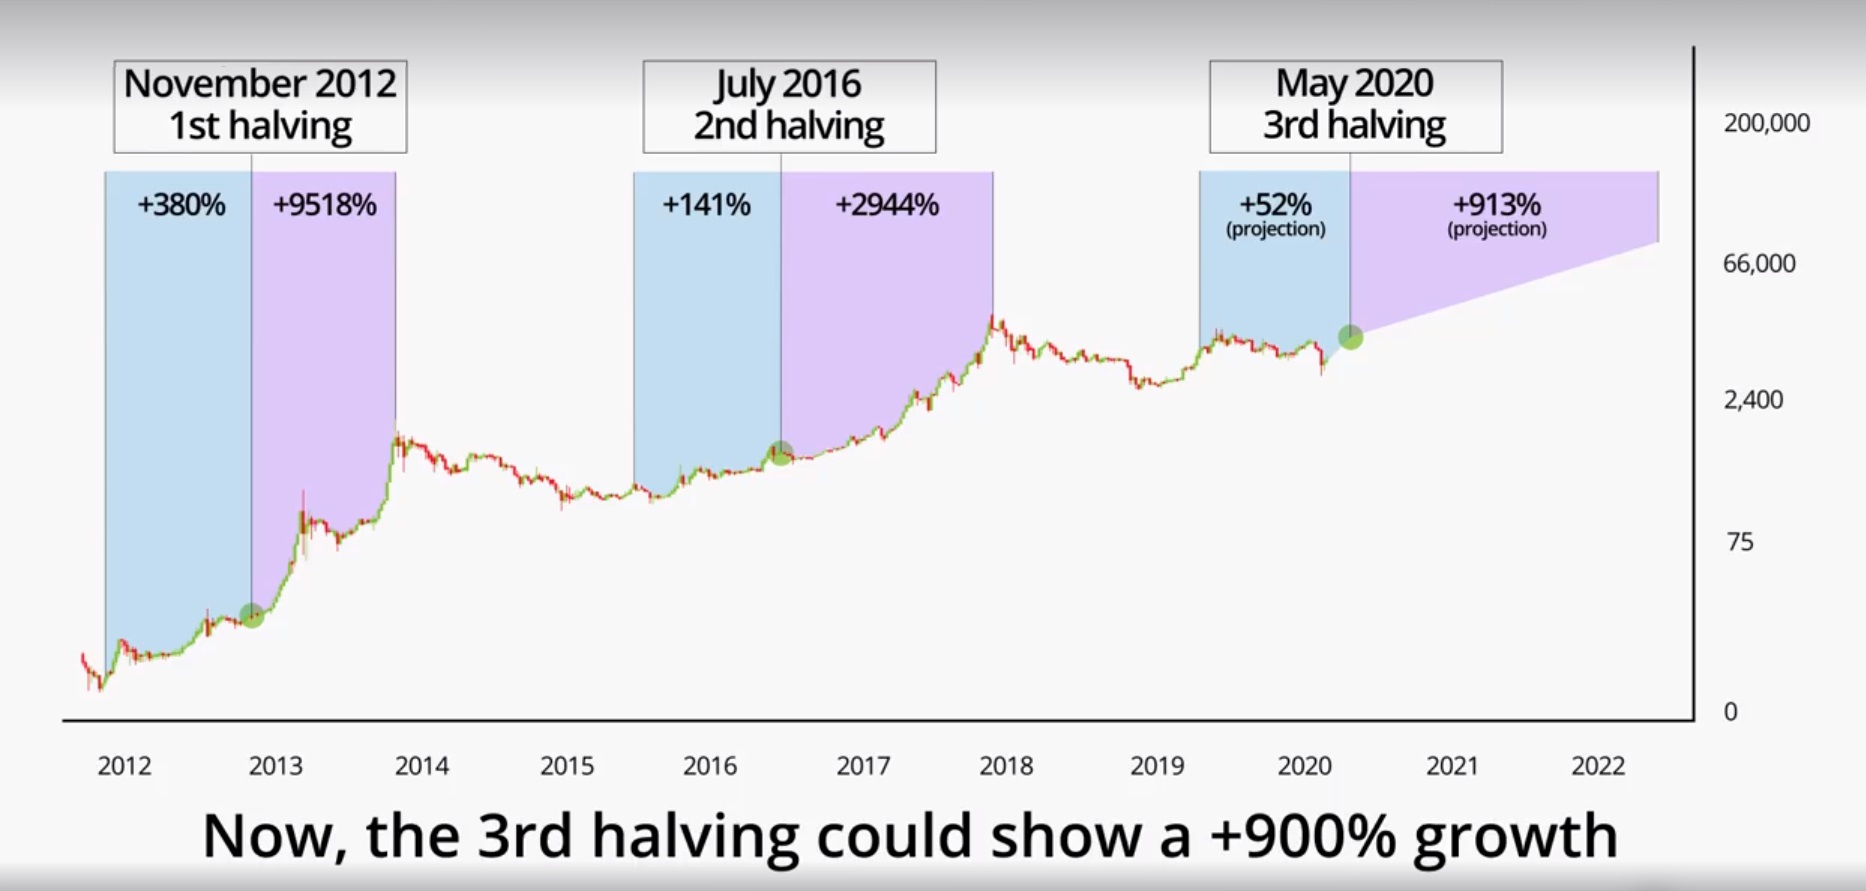 November 2012
1st halving
July 2016
2nd halving
May 2020
3rd halving
200,000
+380%
+9518%
+141%
+2944%
+52%
(projection)
+913%
(projection)
66,000
2,400
75
0
2012
2013
2014
2015
2016
2017
2018
2019
2020
2021
2022
Now, the 3rd halving could show a +900% growth